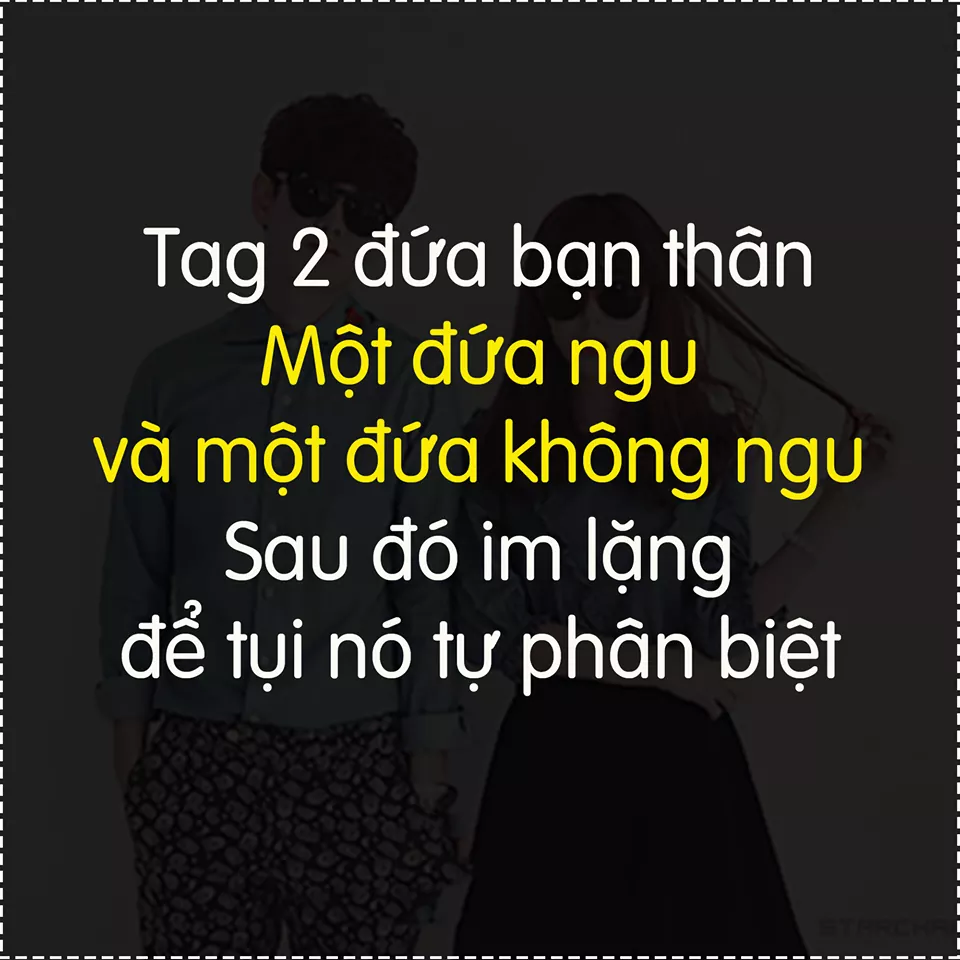 Tag 2 đứa bạn thân
Một đứa ngu
và một đứa không ngu
Sau đó im lặng
để tụi nó tự phân biệt